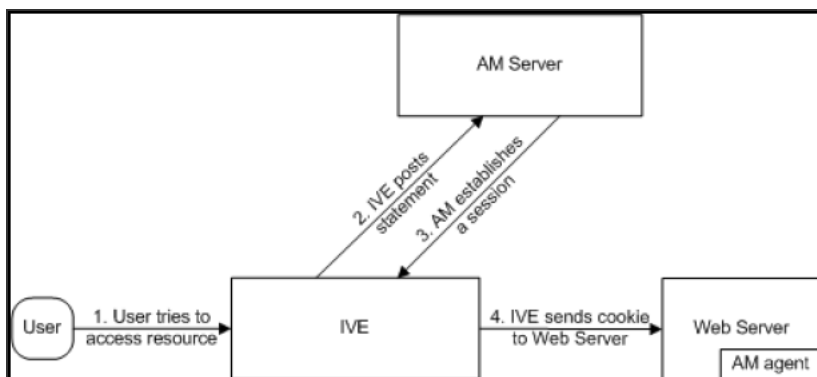 AM Server
2. IVE posts
statement
3. AM establishes
a session
User
1. User tries to
access resource
IVE
4. IVE sends cookie
to Web Server
Web Server
AM agent